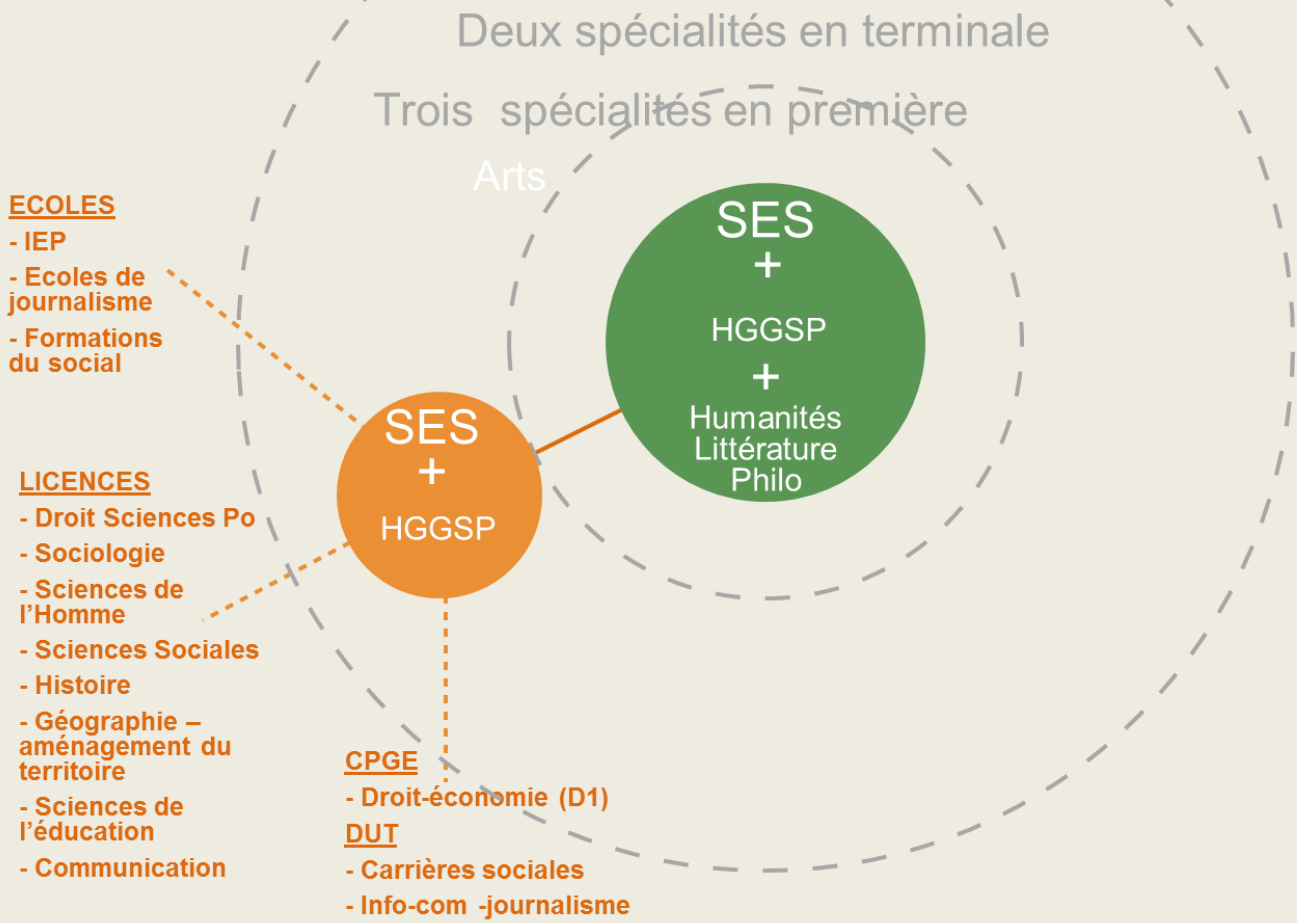 Deux spécialités en terminale
Trois spécialités en première
Arts
SES
+
HGGSP
+
Humanités
Littérature
Philo
SES
+
HGGSP
ECOLES
- IEP
- Ecoles de
journalisme
- Formations
du social
LICENCES
- Droit Sciences Po
- Sociologie
- Sciences de
l’Homme
- Sciences Sociales
- Histoire
- Géographie –
aménagement du
territoire
- Sciences de
l’éducation
- Communication
CPGE
- Droit-économie (D1)
DUT
- Carrières sociales
- Info-com -journalisme